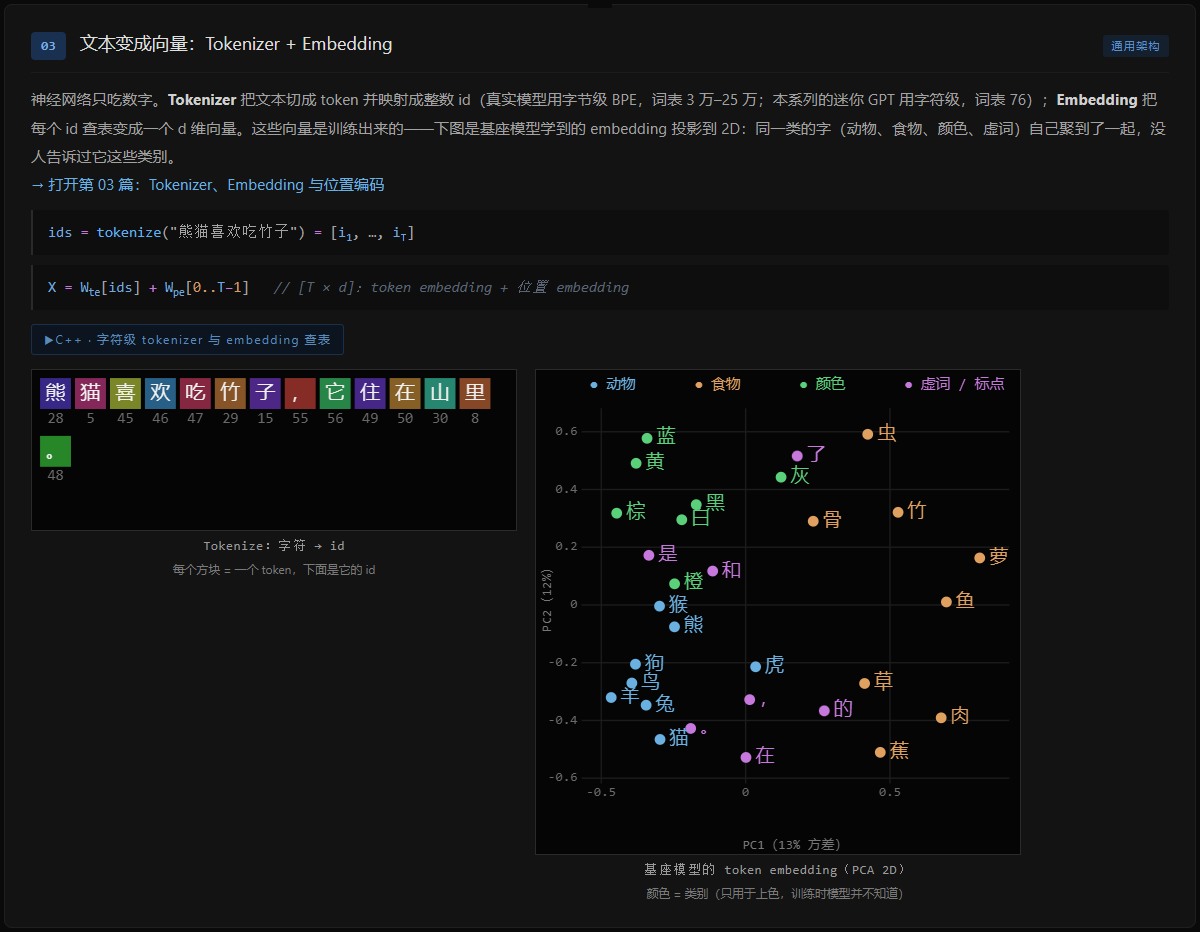 03 文本变成向量：Tokenizer + Embedding 通用架构
神经网络只吃数字。Tokenizer 把文本切成 token 并映射成整数 id（真实模型用字节级 BPE，词表 3 万–25 万；本系列的迷你 GPT 用字符级，词表 76）；Embedding 把
每个 id 查表变成一个 d 维向量。这些向量是训练出来的——下图是基座模型学到的 embedding 投影到 2D：同一类的字（动物、食物、颜色、虚词）自己聚到了一起，没
人告诉过它这些类别。
→ 打开第 03 篇：Tokenizer、Embedding 与位置编码
ids = tokenize("熊猫喜欢吃竹子") = [i1, …, iT]
X = Wte[ids] + Wpe[0..T−1] // [T × d]: token embedding + 位置 embedding
▶C++ · 字符级 tokenizer 与 embedding 查表
熊 猫 喜 欢 吃 竹 子 ， 它 住 在 山 里
28 5 45 46 47 29 15 55 56 49 50 30 8
。
48
Tokenize：字符 → id
每个方块 = 一个 token，下面是它的 id
动物 食物 颜色 虚词 / 标点
0.6
0.4
0.2
0
-0.2
-0.4
-0.6
PC2 (12%)
蓝
虫
黄
了
灰
棕
黑
白
骨
竹
是
和
萝
橙
猴
鱼
熊
狗
虎
鸟
草
羊
兔
，
的
肉
猫
。
在
蕉
-0.5 0 0.5
PC1 (13% 方差)
基座模型的 token embedding（PCA 2D）
颜色 = 类别（只用于上色，训练时模型并不知道）